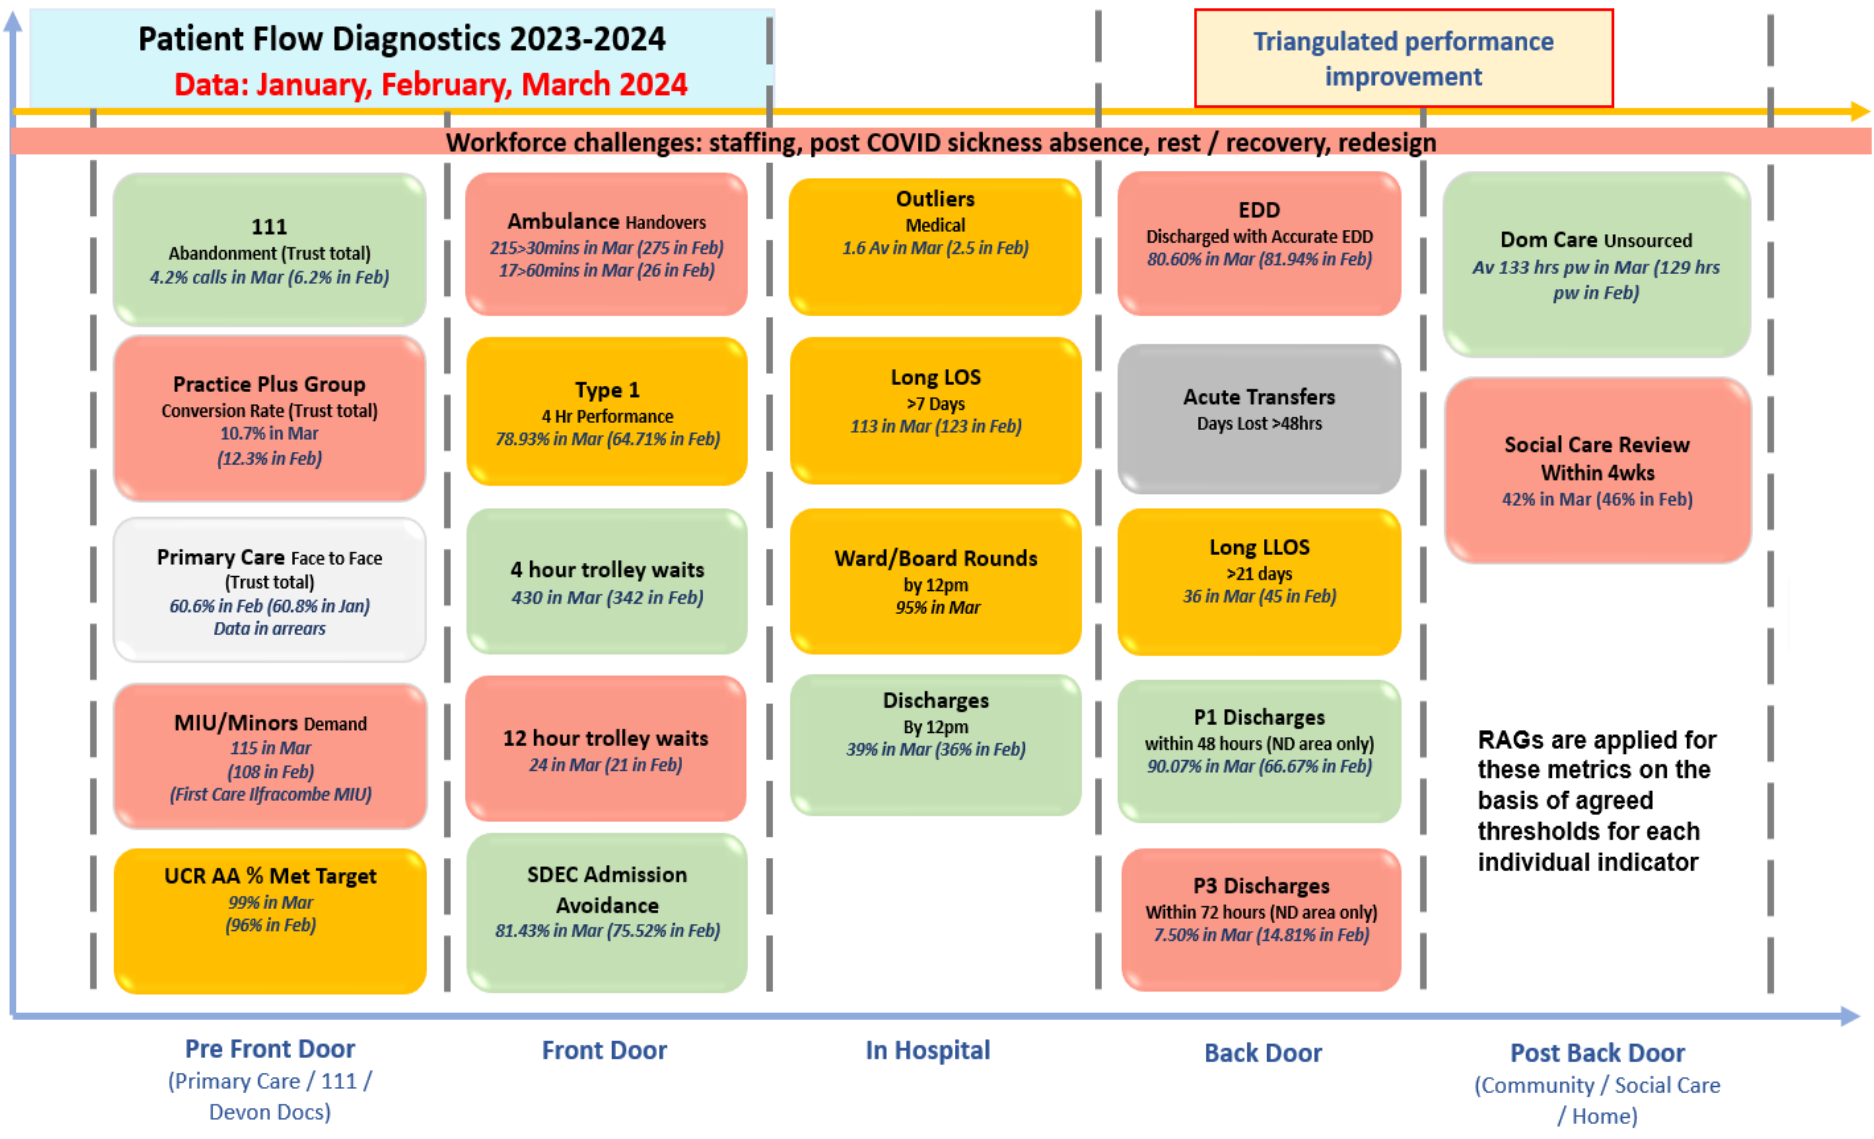 Patient Flow Diagnostics 2023-2024
Data: January, February, March 2024
Triangulated performance
improvement
Workforce challenges: staffing, post COVID sickness absence, rest / recovery, redesign
111
Abandonment (Trust total)
4.2% calls in Mar (6.2% in Feb)
Practice Plus Group
Conversion Rate (Trust total)
10.7% in Mar
(12.3% in Feb)
Primary Care Face to Face
(Trust total)
60.6% in Feb (60.8% in Jan)
Data in arrears
MIU/Minors Demand
115 in Mar
(108 in Feb)
(First Care Ilfracombe MIU)
UCR AA % Met Target
99% in Mar
(96% in Feb)
Ambulance Handovers
215>30mins in Mar (275 in Feb)
17>60mins in Mar (26 in Feb)
Type 1
4 Hr Performance
78.93% in Mar (64.71% in Feb)
4 hour trolley waits
430 in Mar (342 in Feb)
12 hour trolley waits
24 in Mar (21 in Feb)
SDEC Admission
Avoidance
81.43% in Mar (75.52% in Feb)
Outliers
Medical
1.6 Av in Mar (2.5 in Feb)
Long LOS
>7 Days
113 in Mar (123 in Feb)
Ward/Board Rounds
by 12pm
95% in Mar
Discharges
By 12pm
39% in Mar (36% in Feb)
EDD
Discharged with Accurate EDD
80.60% in Mar (81.94% in Feb)
Acute Transfers
Days Lost >48hrs
Long LLOS
>21 days
36 in Mar (45 in Feb)
P1 Discharges
within 48 hours (ND area only)
90.07% in Mar (66.67% in Feb)
P3 Discharges
Within 72 hours (ND area only)
7.50% in Mar (14.81% in Feb)
Dom Care Unsourced
Av 133 hrs pw in Mar (129 hrs
pw in Feb)
Social Care Review
Within 4wks
42% in Mar (46% in Feb)
RAGs are applied for
these metrics on the
basis of agreed
thresholds for each
individual indicator
Pre Front Door
(Primary Care / 111 /
Devon Docs)
Front Door
In Hospital
Back Door
Post Back Door
(Community / Social Care
/ Home)